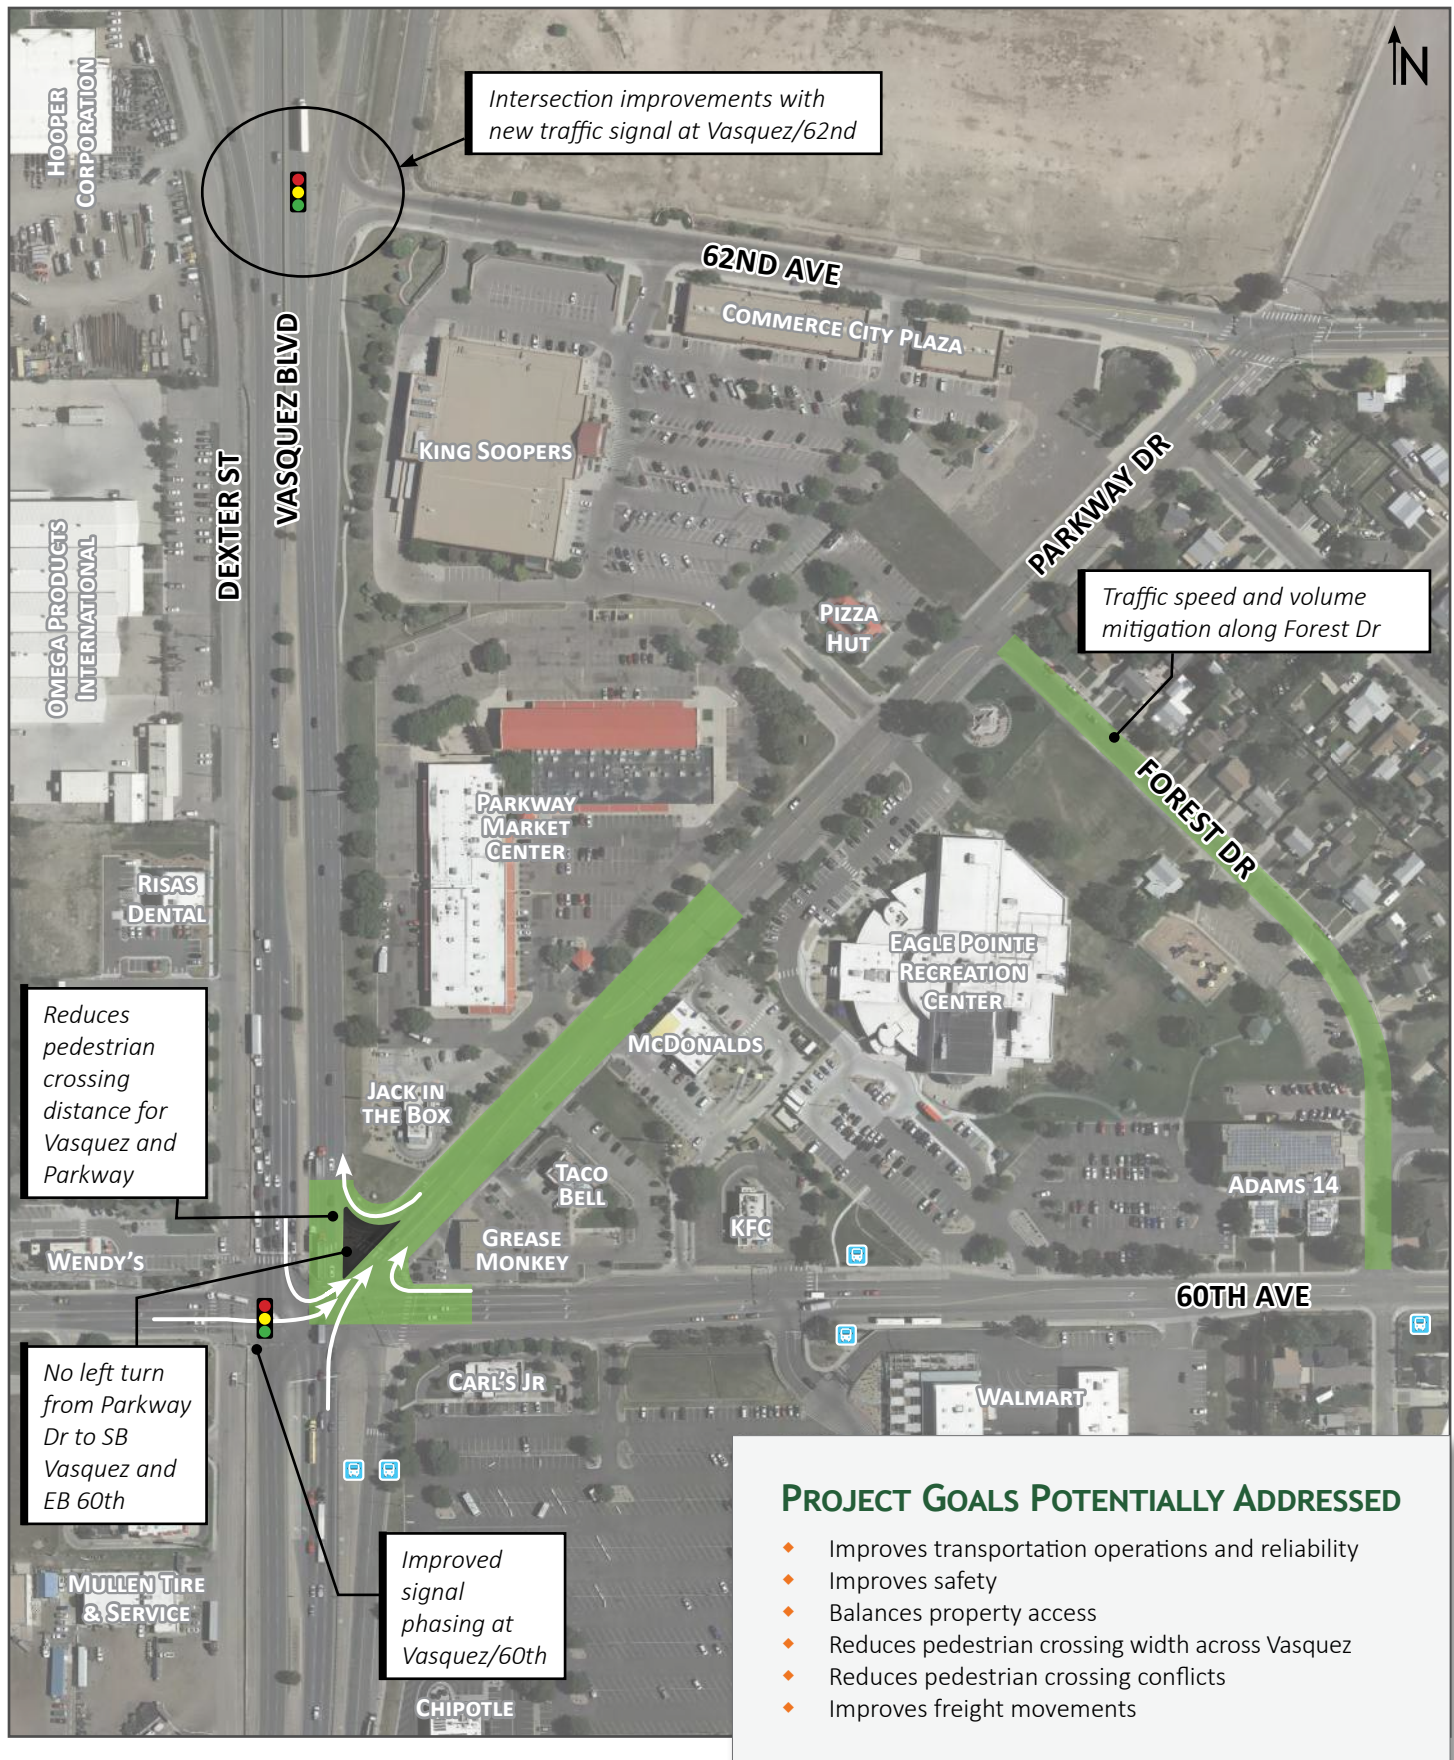 N
HOOPER
CORPORATION
Intersection improvements with
new traffic signal at Vasquez/62nd
62ND AVE
COMMERCE CITY PLAZA
VASQUEZ BLVD
DEXTER ST
KING SOOPERS
PARKWAY DR
OMEGA PRODUCTS
INTERNATIONAL
PIZZA
HUT
Traffic speed and volume
mitigation along Forest Dr
FOREST DR
PARKWAY
MARKET
CENTER
RISAS
DENTAL
EAGLE POINTE
RECREATION
CENTER
Reduces
pedestrian
crossing
distance for
Vasquez and
Parkway
MCDONALDS
JACK IN
THE BOX
TACO
BELL
ADAMS 14
KFC
GREASE
MONKEY
WENDY'S
60TH AVE
No left turn
from Parkway
Dr to SB
Vasquez and
EB 60th
CARL'S JR
WALMART
Improved
signal
phasing at
Vasquez/60th
MULLEN TIRE
& SERVICE
CHIPOTLE
PROJECT GOALS POTENTIALLY ADDRESSED
◆ Improves transportation operations and reliability
◆ Improves safety
◆ Balances property access
◆ Reduces pedestrian crossing width across Vasquez
◆ Reduces pedestrian crossing conflicts
◆ Improves freight movements